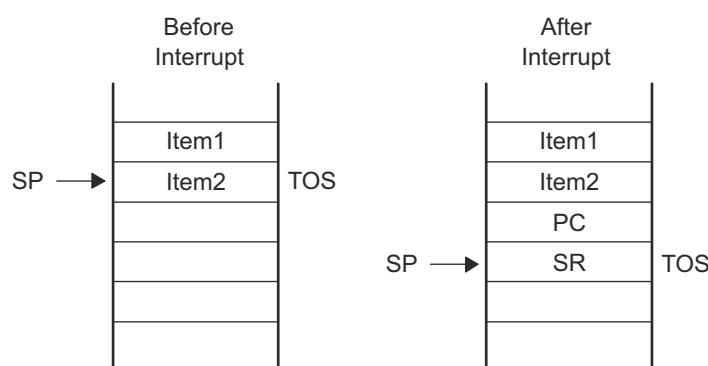 Before
Interrupt
After
Interrupt
Item1
Item1
SP
Item2
TOS
Item2
PC
SP
SR
TOS